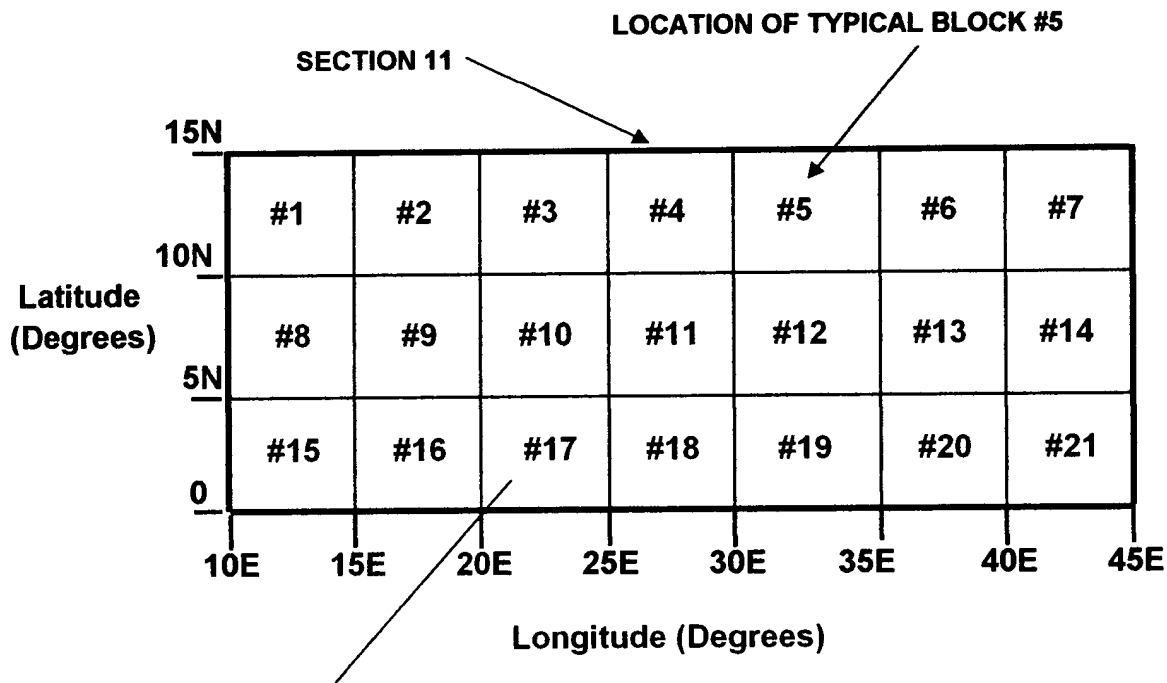 LOCATION OF TYPICAL BLOCK #5
SECTION 11
15N
#1 #2 #3 #4 #5 #6 #7
10N
Latitude
(Degrees)
#8 #9 #10 #11 #12 #13 #14
5N
#15 #16 #17 #18 #19 #20 #21
0
10E 15E 20E 25E 30E 35E 40E 45E
Longitude (Degrees)